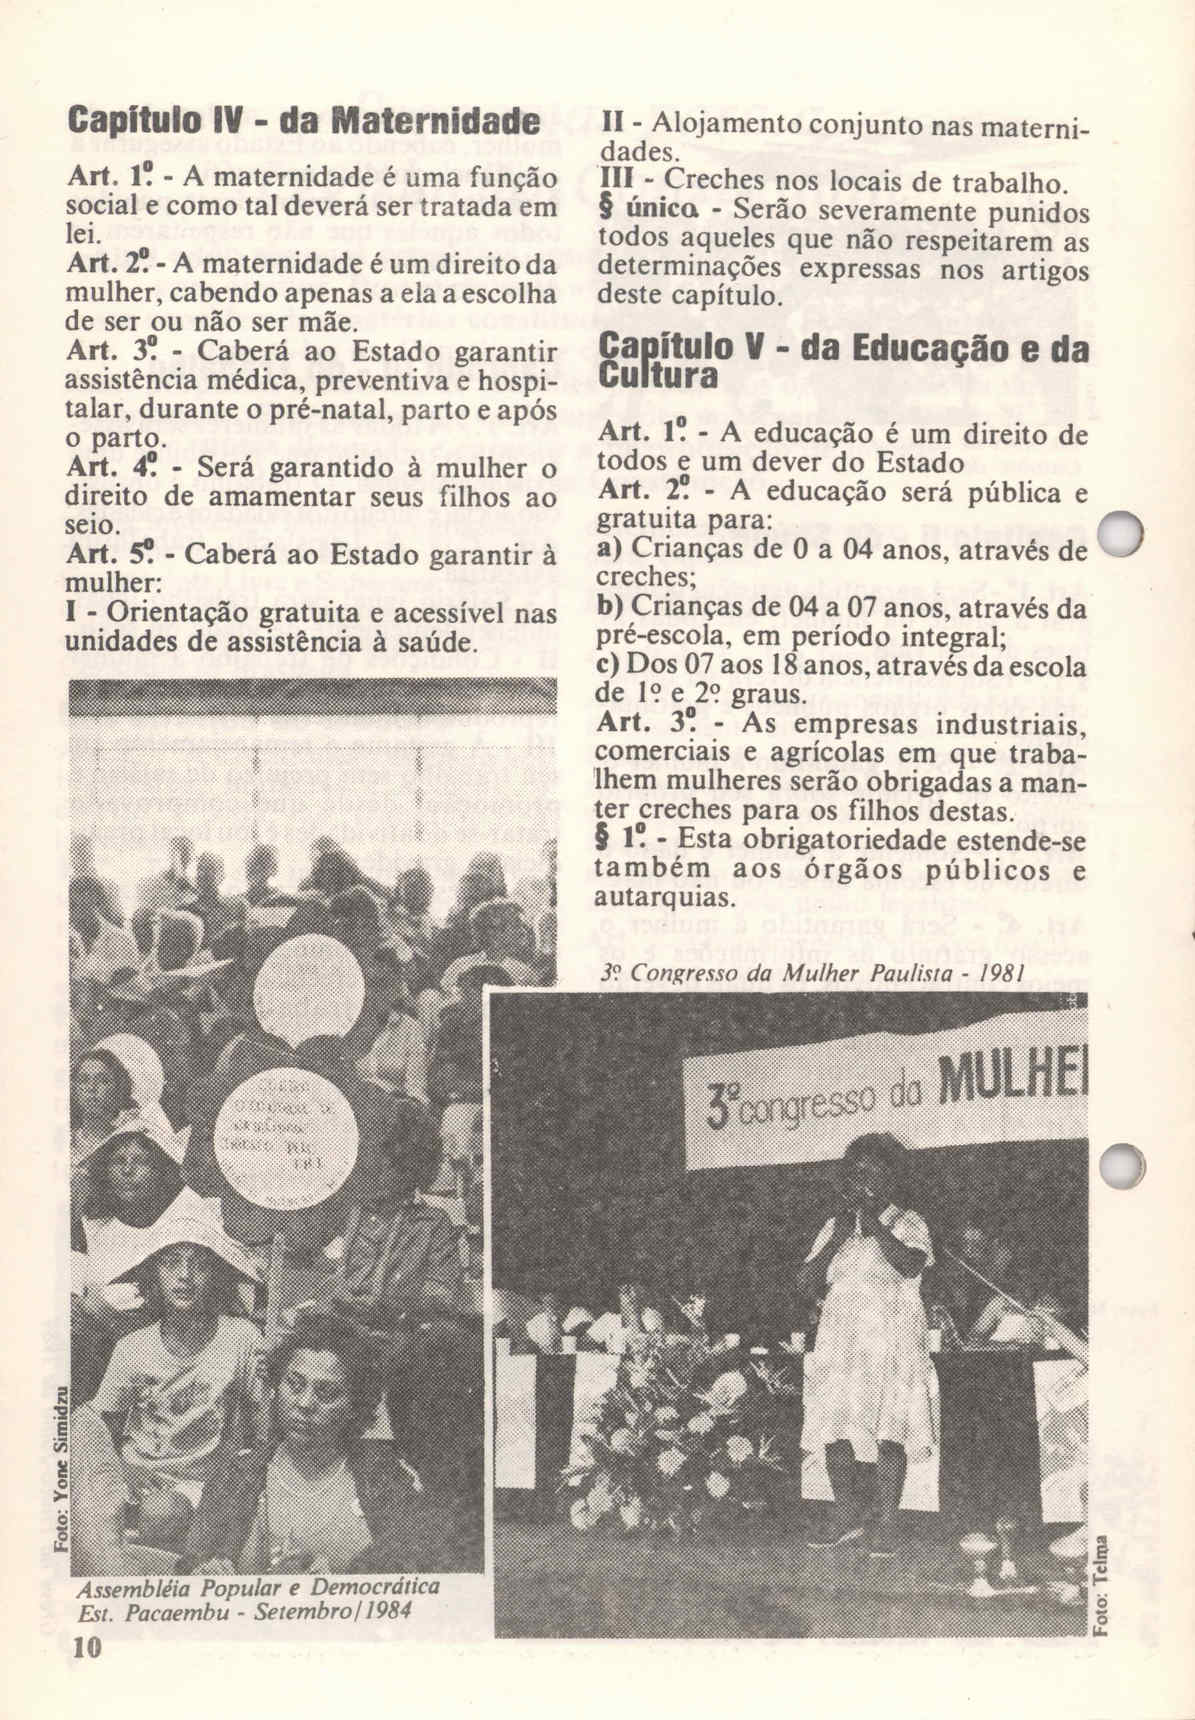 Capítulo IV - da Maternidade
Art. 1º. - A maternidade é uma função
social e como tal deverá ser tratada em
lei.
Art. 2º. - A maternidade é um direito da
mulher, cabendo apenas a ela a escolha
de ser ou não ser mãe.
Art. 3º. - Caberá ao Estado garantir
assistência médica, preventiva e hospi-
talar, durante o pré-natal, parto e após
o parto.
Art. 4º. - Será garantido à mulher o
direito de amamentar seus filhos ao
seio.
Art. 5º. - Caberá ao Estado garantir à
mulher:
I - Orientação gratuita e acessível nas
unidades de assistência à saúde.
II - Alojamento conjunto nas materni-
dades.
III - Creches nos locais de trabalho.
§ único. - Serão severamente punidos
todos aqueles que não respeitarem as
determinações expressas nos artigos
deste capítulo.
Capítulo V - da Educação e da
Cultura
Art. 1º. - A educação é um direito de
todos e um dever do Estado
Art. 2º. - A educação será pública e
gratuita para:
a) Crianças de 0 a 04 anos, através de
creches;
b) Crianças de 04 a 07 anos, através da
pré-escola, em período integral;
c) Dos 07 aos 18 anos, através da escola
de 1º e 2º graus.
Art. 3º. - As empresas industriais,
comerciais e agrícolas em que traba-
lhem mulheres serão obrigadas a man-
ter creches para os filhos destas.
§ 1º. - Esta obrigatoriedade estende-se
também aos órgãos públicos e
autarquias.
3º Congresso da Mulher Paulista - 1981
3º congresso da MULHE
Foto: Yone Simidzu
Foto: Telma
Assembléia Popular e Democrática
Est. Pacaembu - Setembro/1984
10